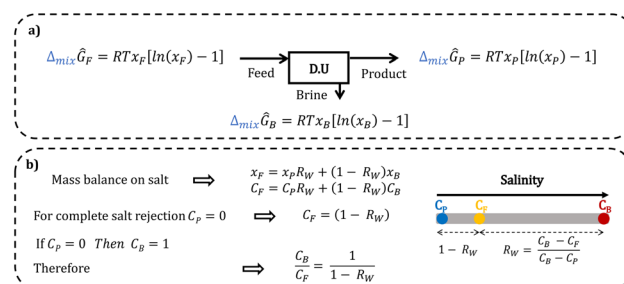 a)
Δ_mix Ĝ_F = RTx_F[ln(x_F) − 1]
Feed
D.U
Product
Δ_mix Ĝ_P = RTx_P[ln(x_P) − 1]
Brine
Δ_mix Ĝ_B = RTx_B[ln(x_B) − 1]
b)
Mass balance on salt ⇨ x_F = x_P R_W + (1 − R_W)x_B
C_F = C_P R_W + (1 − R_W)C_B
For complete salt rejection C_P = 0 ⇨ C_F = (1 − R_W)
If C_P = 0 Then C_B = 1
Therefore ⇨ C_B / C_F = 1 / (1 − R_W)
Salinity
C_P C_F C_B
1 − R_W R_W = (C_B − C_F) / (C_B − C_P)